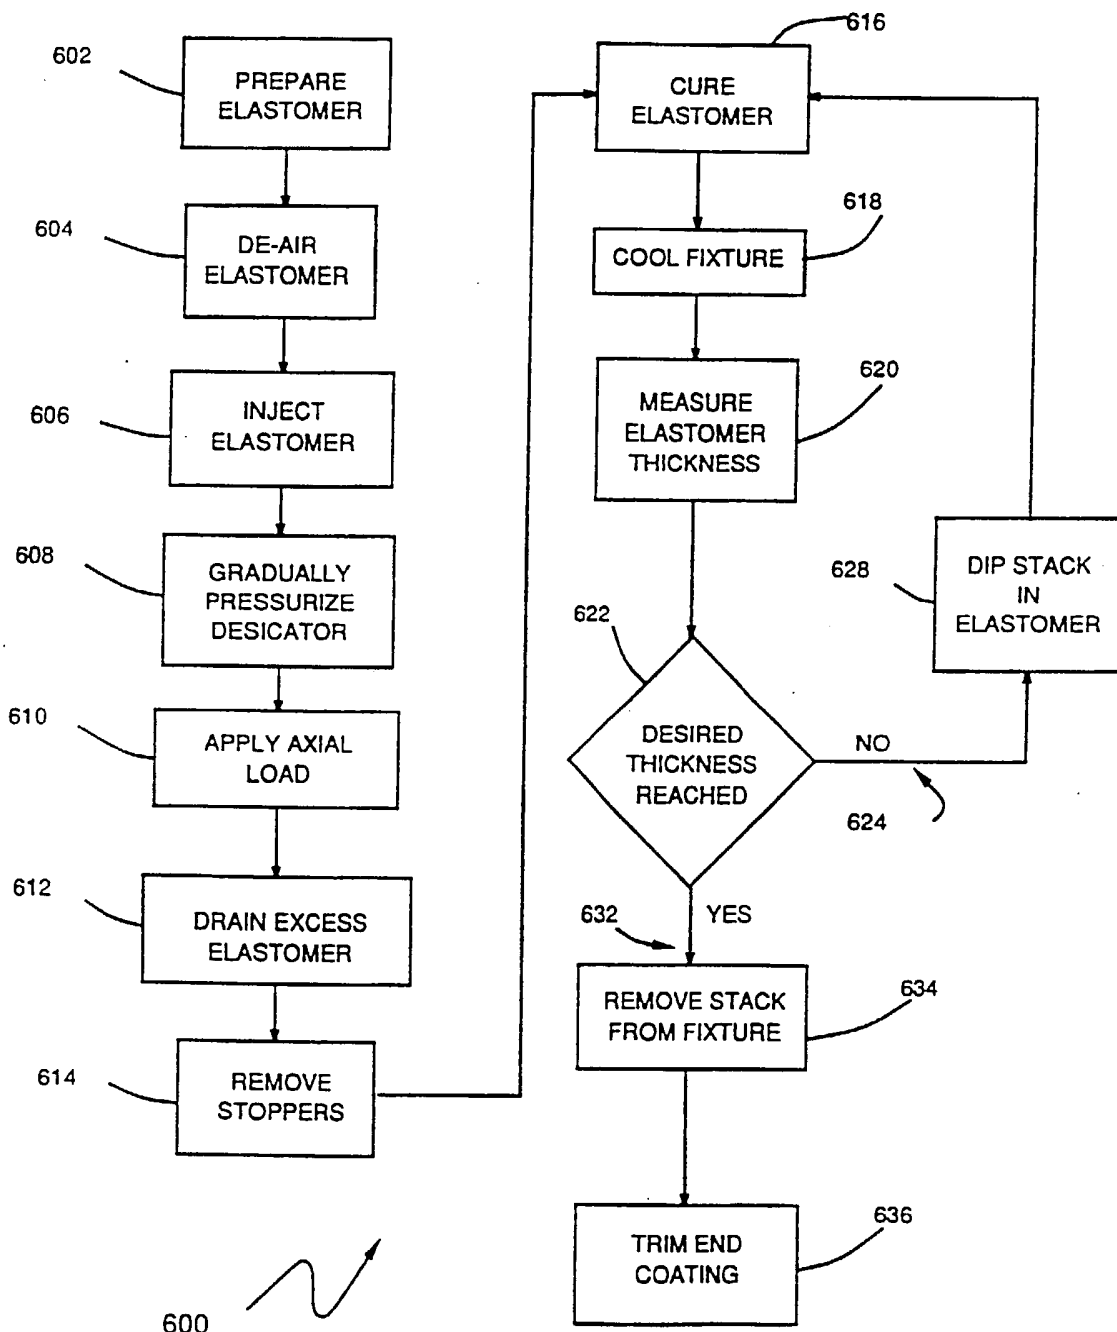 602
PREPARE
ELASTOMER
604
DE-AIR
ELASTOMER
606
INJECT
ELASTOMER
608
GRADUALLY
PRESSURIZE
DESICATOR
610
APPLY AXIAL
LOAD
612
DRAIN EXCESS
ELASTOMER
614
REMOVE
STOPPERS
616
CURE
ELASTOMER
618
COOL FIXTURE
620
MEASURE
ELASTOMER
THICKNESS
622
DESIRED
THICKNESS
REACHED
NO
624
628
DIP STACK
IN
ELASTOMER
YES
632
634
REMOVE STACK
FROM FIXTURE
636
TRIM END
COATING
600